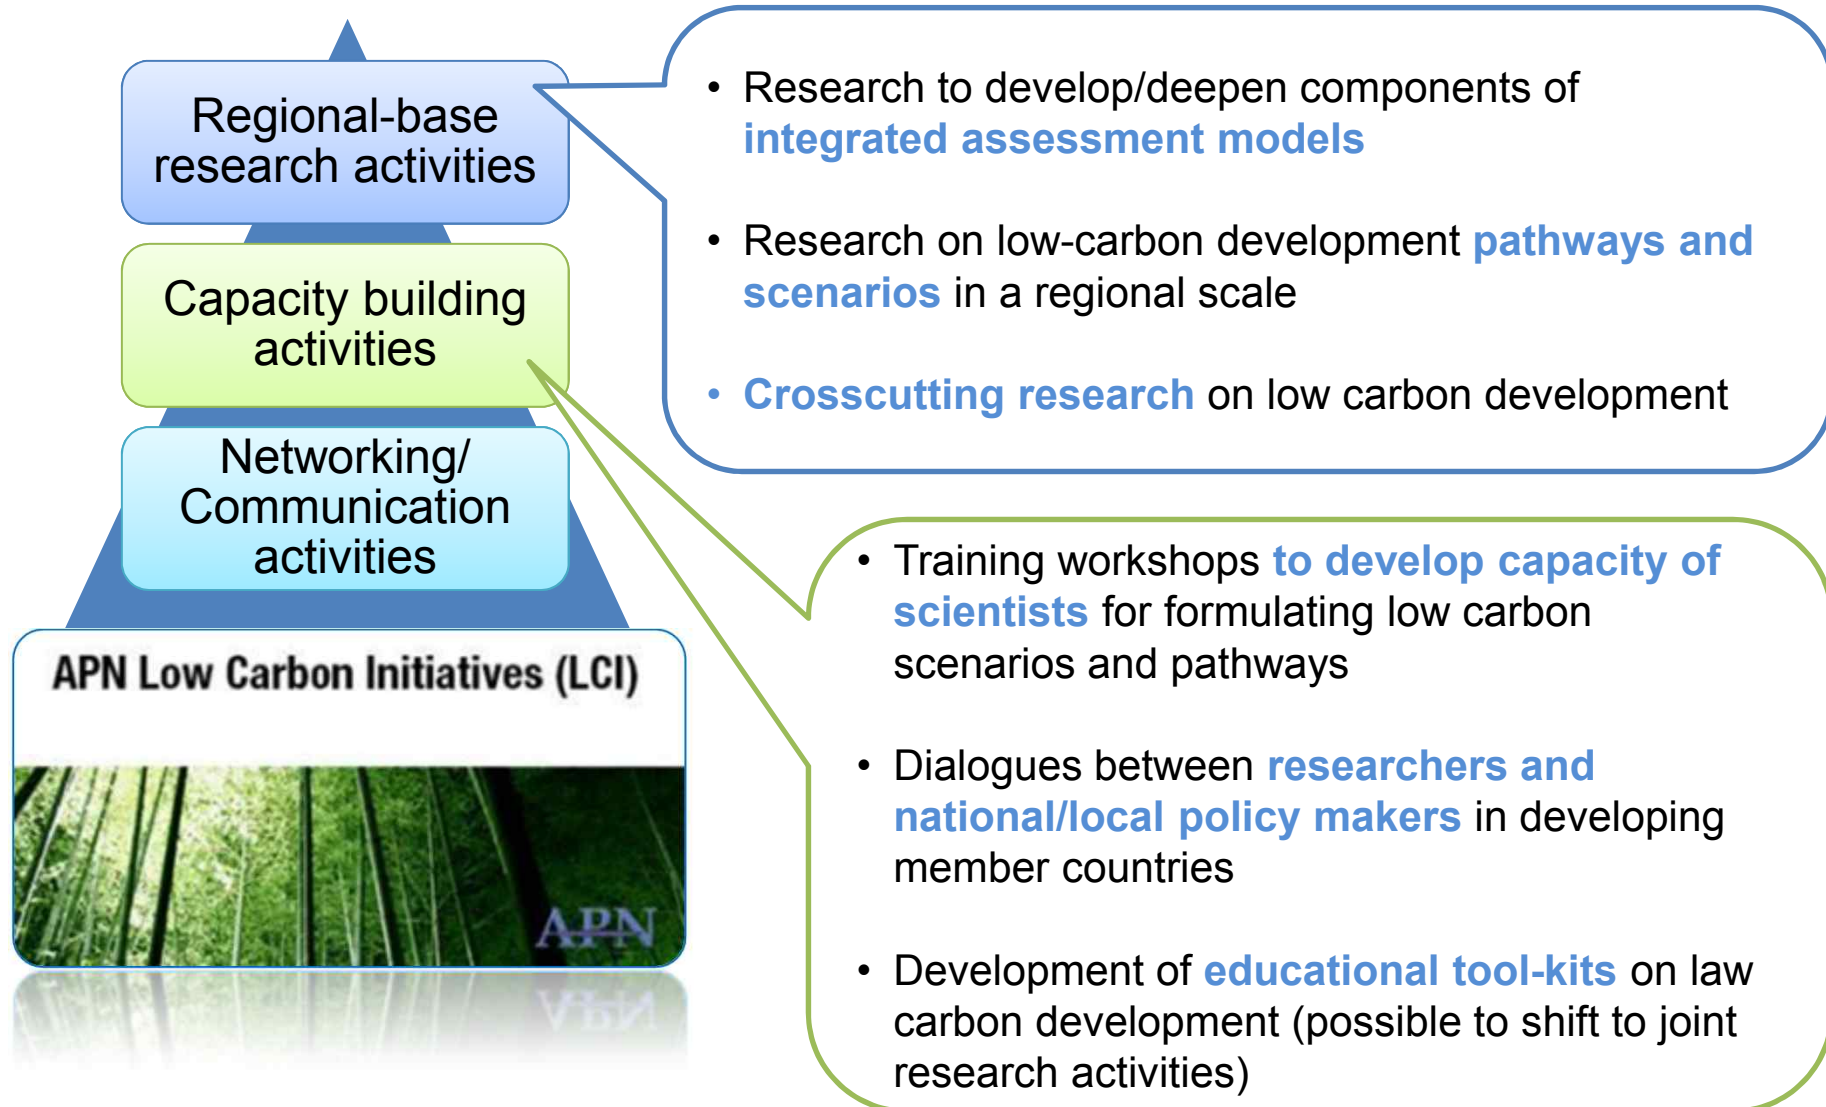 Regional-base
research activities
Capacity building
activities
Networking/
Communication
activities
APN Low Carbon Initiatives (LCI)
APN
• Research to develop/deepen components of
integrated assessment models
• Research on low-carbon development pathways and
scenarios in a regional scale
• Crosscutting research on low carbon development
• Training workshops to develop capacity of
scientists for formulating low carbon
scenarios and pathways
• Dialogues between researchers and
national/local policy makers in developing
member countries
• Development of educational tool-kits on law
carbon development (possible to shift to joint
research activities)